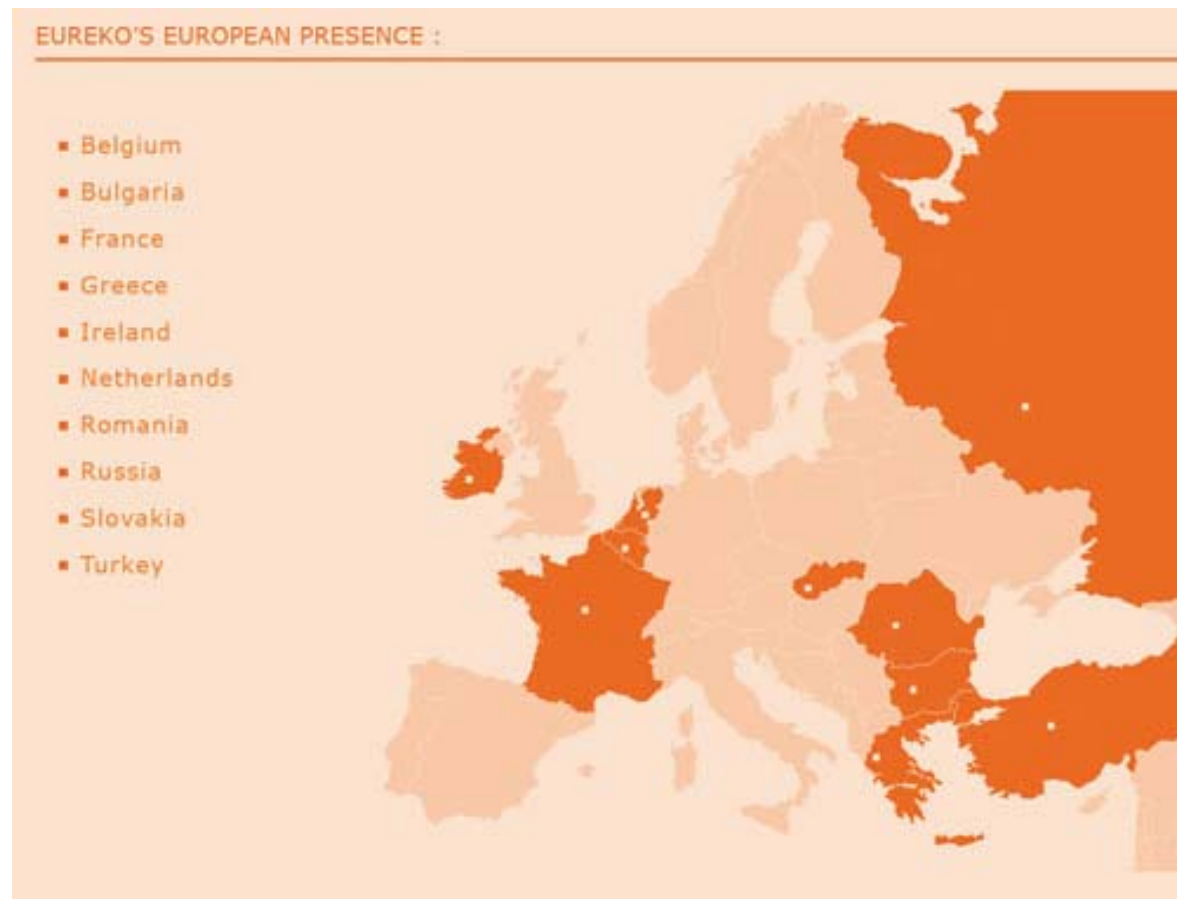 EUREKO'S EUROPEAN PRESENCE :
▪ Belgium
▪ Bulgaria
▪ France
▪ Greece
▪ Ireland
▪ Netherlands
▪ Romania
▪ Russia
▪ Slovakia
▪ Turkey